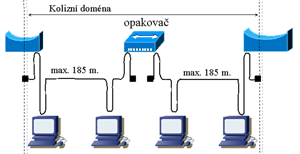 Kolizní doména
opakovač
max. 185 m.
max. 185 m.